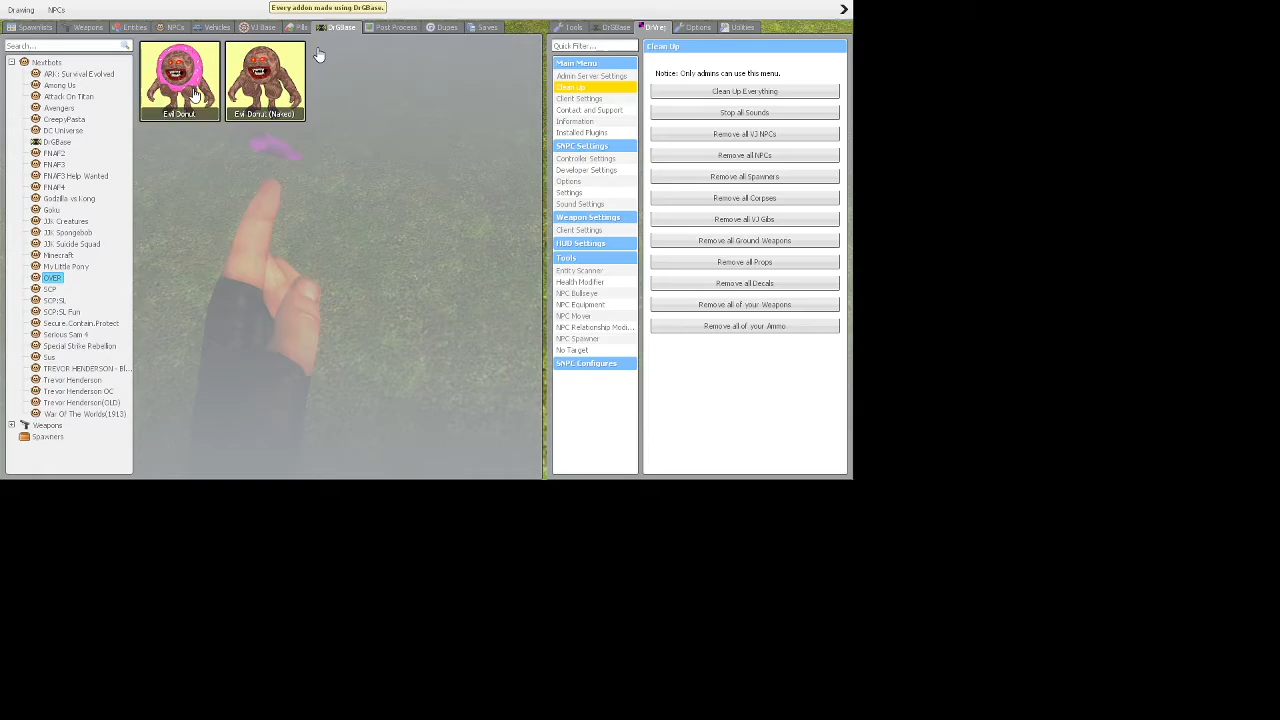 Every addon made using DrGBase.
Drawing NPCs
Spawnlists Weapons Entities NPCs Vehicles VJ Base Pills DrGBase Post Process Dupes Saves
Search...
Nextbots
ARK: Survival Evolved
Among Us
Attack On Titan
Avengers
CreepyPasta
DC Universe
DrGBase
FNAF2
FNAF3
FNAF3 Help Wanted
FNAF4
Godzilla vs Kong
Goku
JJK Creatures
JJK Spongebob
JJK Suicide Squad
Minecraft
My Little Pony
OVER
SCP
SCP:SL
SCP:SL Fun
Secure.Contain.Protect
Serious Sam 4
Special Strike Rebellion
Sus
Trevor Henderson
Trevor Henderson OC
Trevor Henderson(OLD)
War Of The Worlds(1913)
Weapons
Spawners
Evil Donut
Evil Donut (Naked)
Tools DrGBase Options Utilities
Quick Filter...
Main Menu
Admin Server Settings
Clean Up
Client Settings
Contact and Support
Information
Installed Plugins
SNPC Settings
Controller Settings
Developer Settings
Options
Settings
Sound Settings
Weapon Settings
Client Settings
HUD Settings
Tools
Entity Scanner
Health Modifier
NPC Bullseye
NPC Equipment
NPC Mover
NPC Relationship Modi...
NPC Spawner
No Target
SNPC Configures
Clean Up
Notice: Only admins can use this menu.
Clean Up Everything
Stop all Sounds
Remove all VJ NPCs
Remove all NPCs
Remove all Spawners
Remove all Corpses
Remove all VJ Gibs
Remove all Ground Weapons
Remove all Props
Remove all Decals
Remove all of your Weapons
Remove all of your Ammo